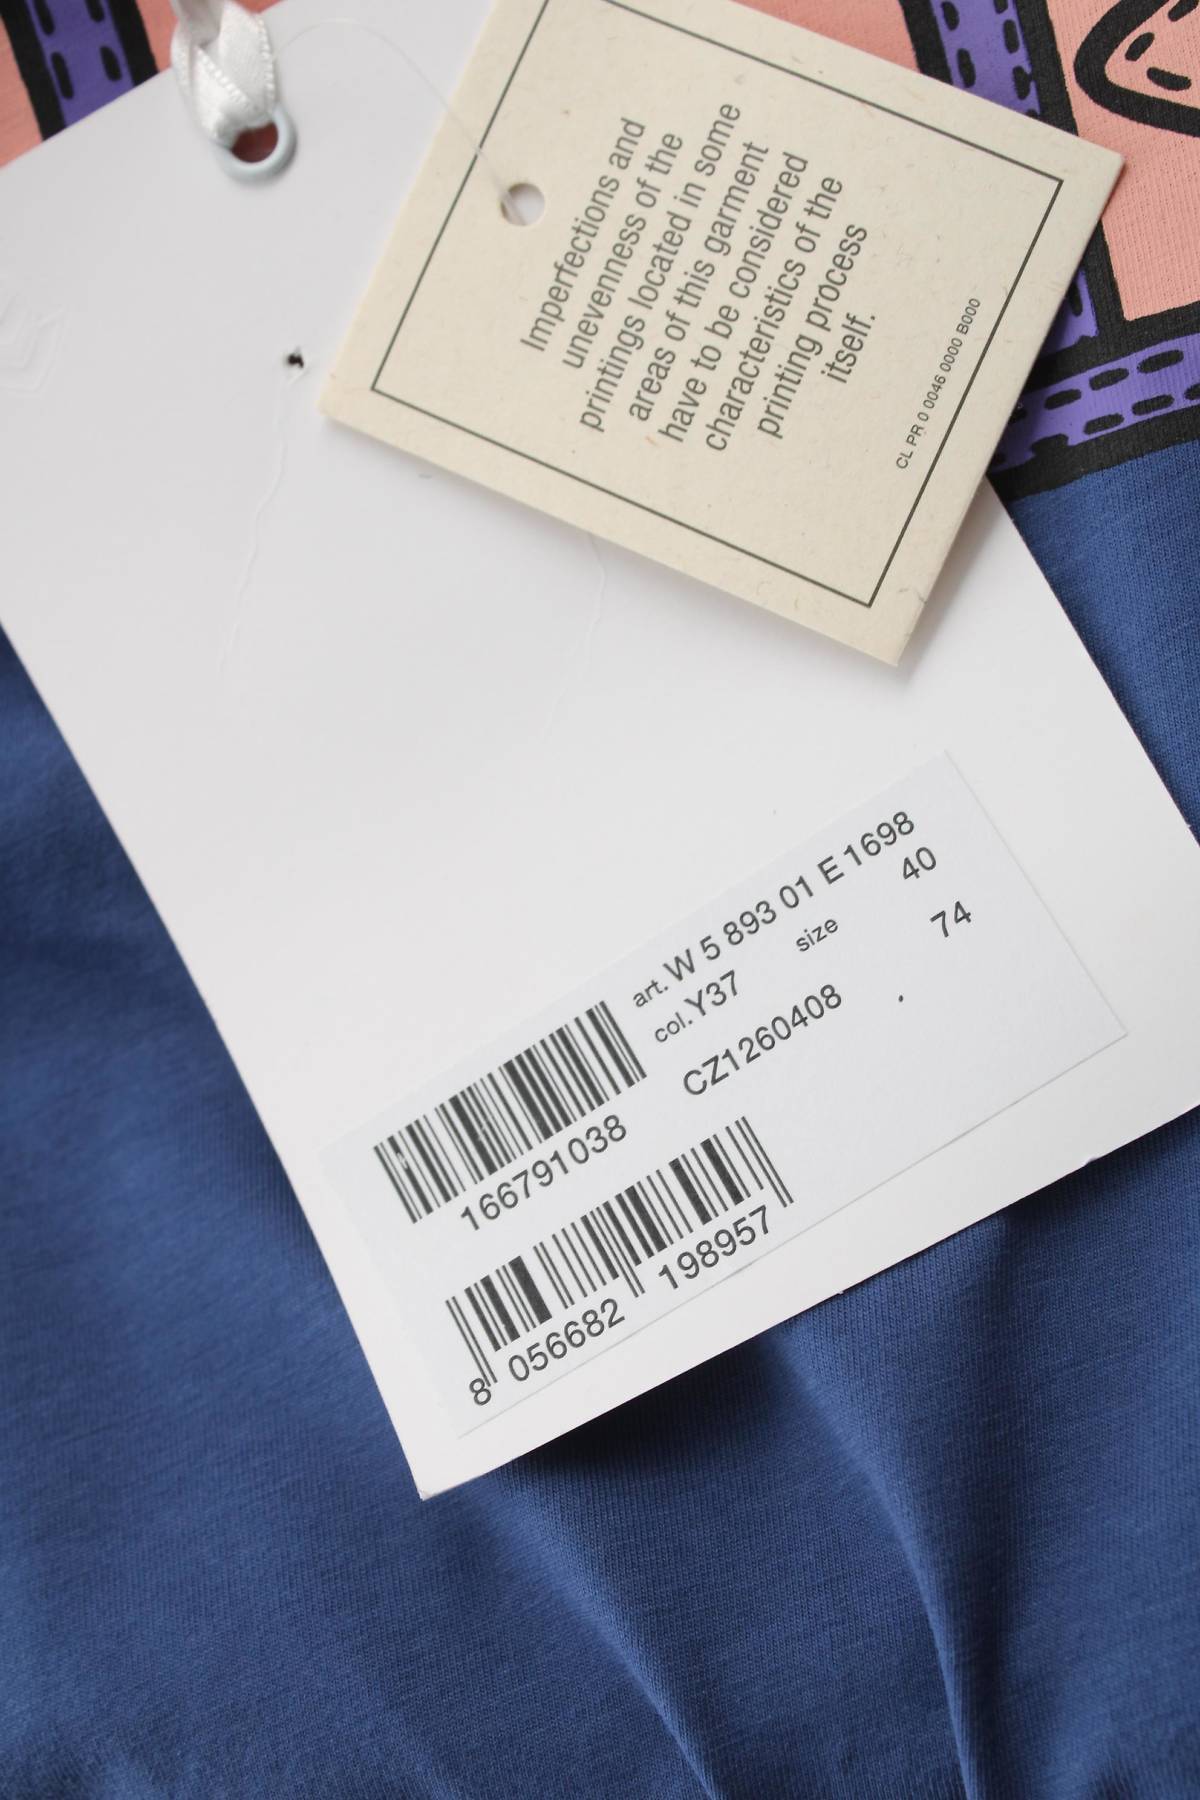 Imperfections and
unevenness of the
printings located in some
areas of this garment
have to be considered
characteristics of the
printing process
itself.
CL PR 0 0046 0000 B000
art. W 5 893 01 E 1698
col. Y37 size 40
CZ1260408 . 74
166791038
8 056682 198957